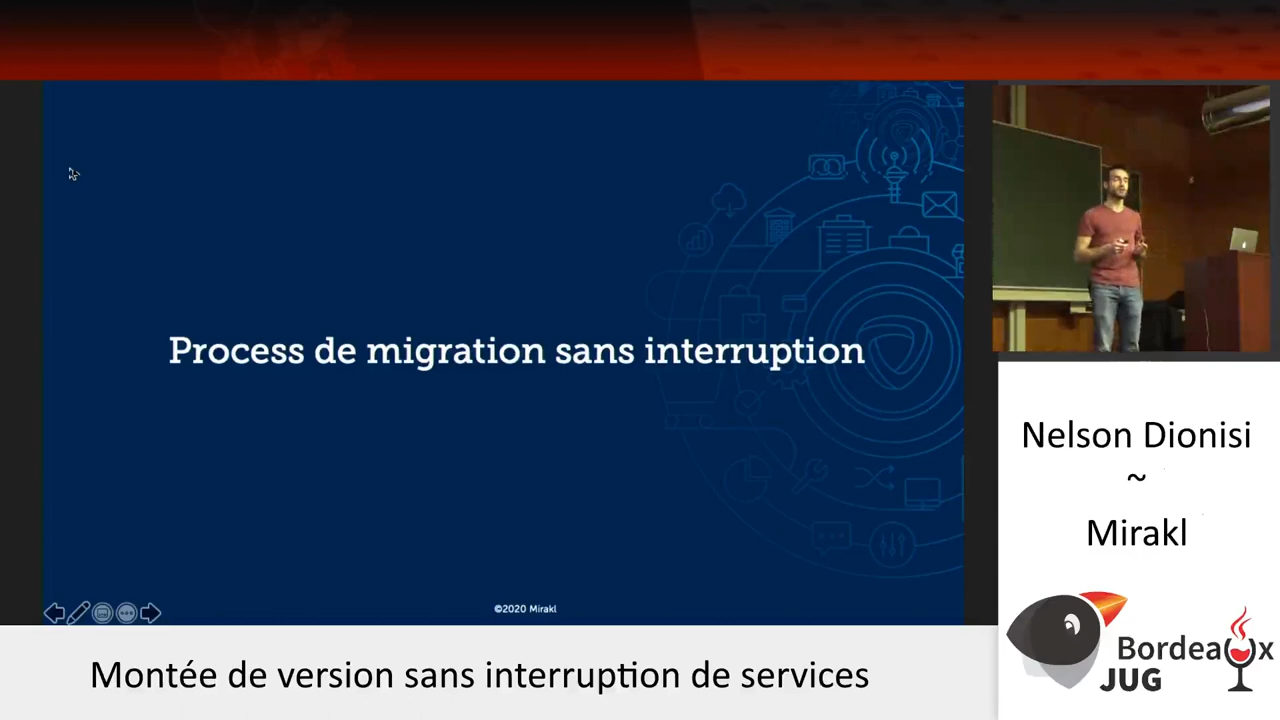 Process de migration sans interruption
©2020 Mirakl
Nelson Dionisi
~
Mirakl
Bordeaux
JUG
Montée de version sans interruption de services